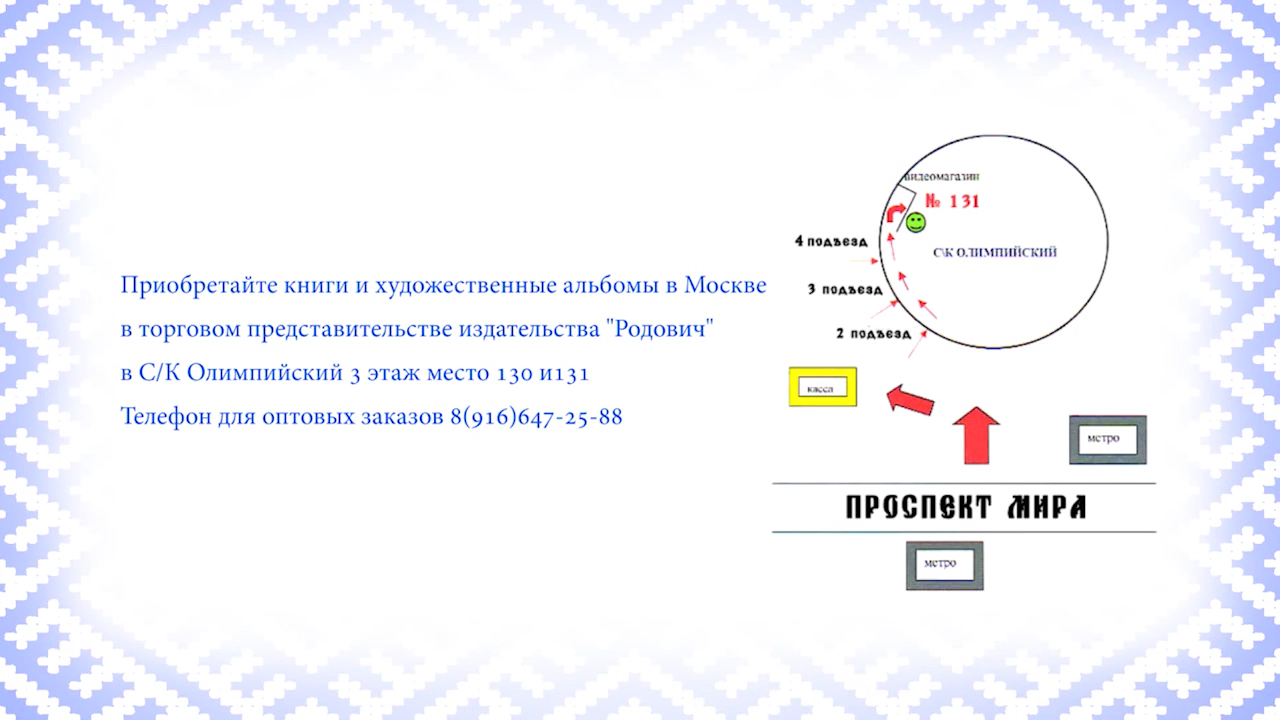 Приобретайте книги и художественные альбомы в Москве
в торговом представительстве издательства "Родович"
в С/К Олимпийский 3 этаж место 130 и131
Телефон для оптовых заказов 8(916)647-25-88
видеомагазин
№ 131
4 подъезд
С\К ОЛИМПИЙСКИЙ
3 подъезд
2 подъезд
касса
метро
ПРОСПЕКТ МИРА
метро